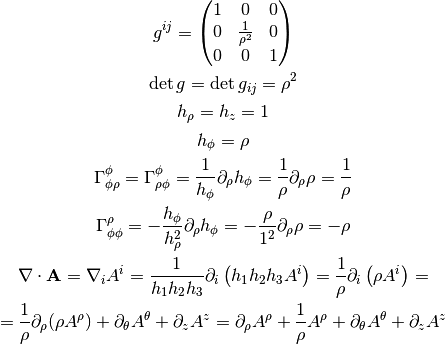 g^{ij} = \begin{pmatrix} 1 & 0 & 0 \\ 0 & \frac{1}{\rho^2} & 0 \\ 0 & 0 & 1 \end{pmatrix}
\det g = \det g_{ij} = \rho^2
h_\rho = h_z = 1
h_\phi = \rho
\Gamma^\phi_{\phi\rho} = \Gamma^\phi_{\rho\phi} = \frac{1}{h_\phi} \partial_\rho h_\phi = \frac{1}{\rho} \partial_\rho \rho = \frac{1}{\rho}
\Gamma^\rho_{\phi\phi} = -\frac{h_\phi}{h_\rho^2} \partial_\rho h_\phi = -\frac{\rho}{1^2} \partial_\rho \rho = -\rho
\nabla \cdot \mathbf{A} = \nabla_i A^i = \frac{1}{h_1 h_2 h_3} \partial_i \left( h_1 h_2 h_3 A^i \right) = \frac{1}{\rho} \partial_i \left( \rho A^i \right) =
= \frac{1}{\rho} \partial_\rho (\rho A^\rho) + \partial_\theta A^\theta + \partial_z A^z = \partial_\rho A^\rho + \frac{1}{\rho} A^\rho + \partial_\theta A^\theta + \partial_z A^z